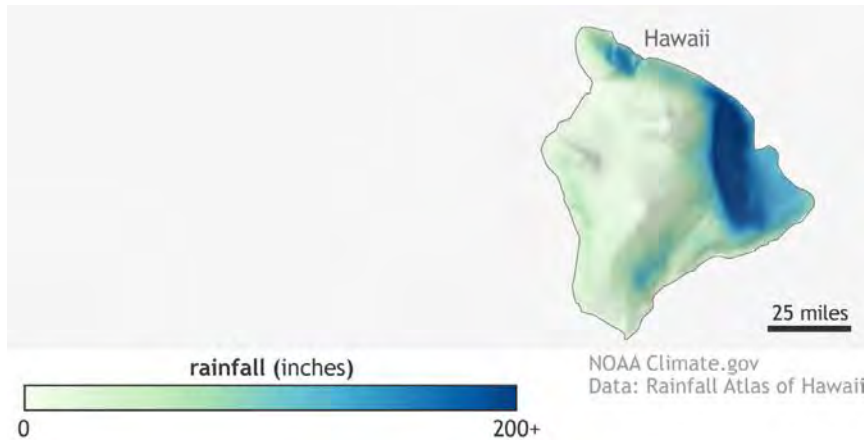 Hawaii
25 miles
rainfall (inches)
0
200+
NOAA Climate.gov
Data: Rainfall Atlas of Hawaii